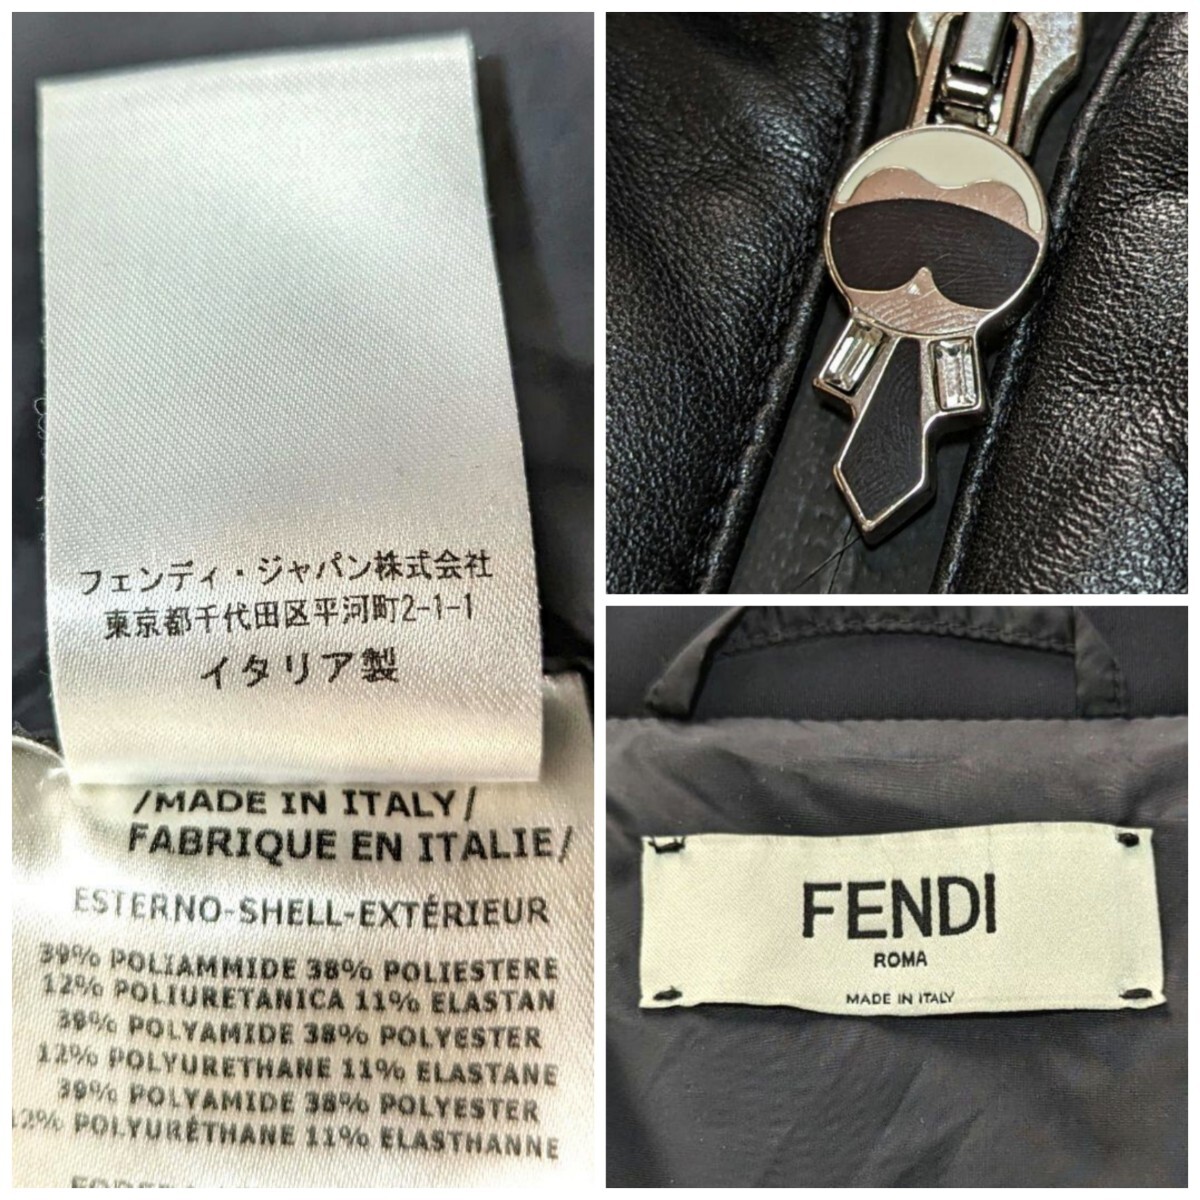 フェンディ・ジャパン株式会社
東京都千代田区平河町2-1-1
イタリア製
/MADE IN ITALY/
FABRIQUE EN ITALIE/
ESTERNO-SHELL-EXTÉRIEUR
39% POLIAMMIDE 38% POLIESTERE
12% POLIURETANICA 11% ELASTAN
39% POLYAMIDE 38% POLYESTER
12% POLYURETHANE 11% ELASTANE
39% POLYAMIDE 38% POLYESTER
12% POLYURÉTHANE 11% ELASTHANNE
FENDI
ROMA
MADE IN ITALY